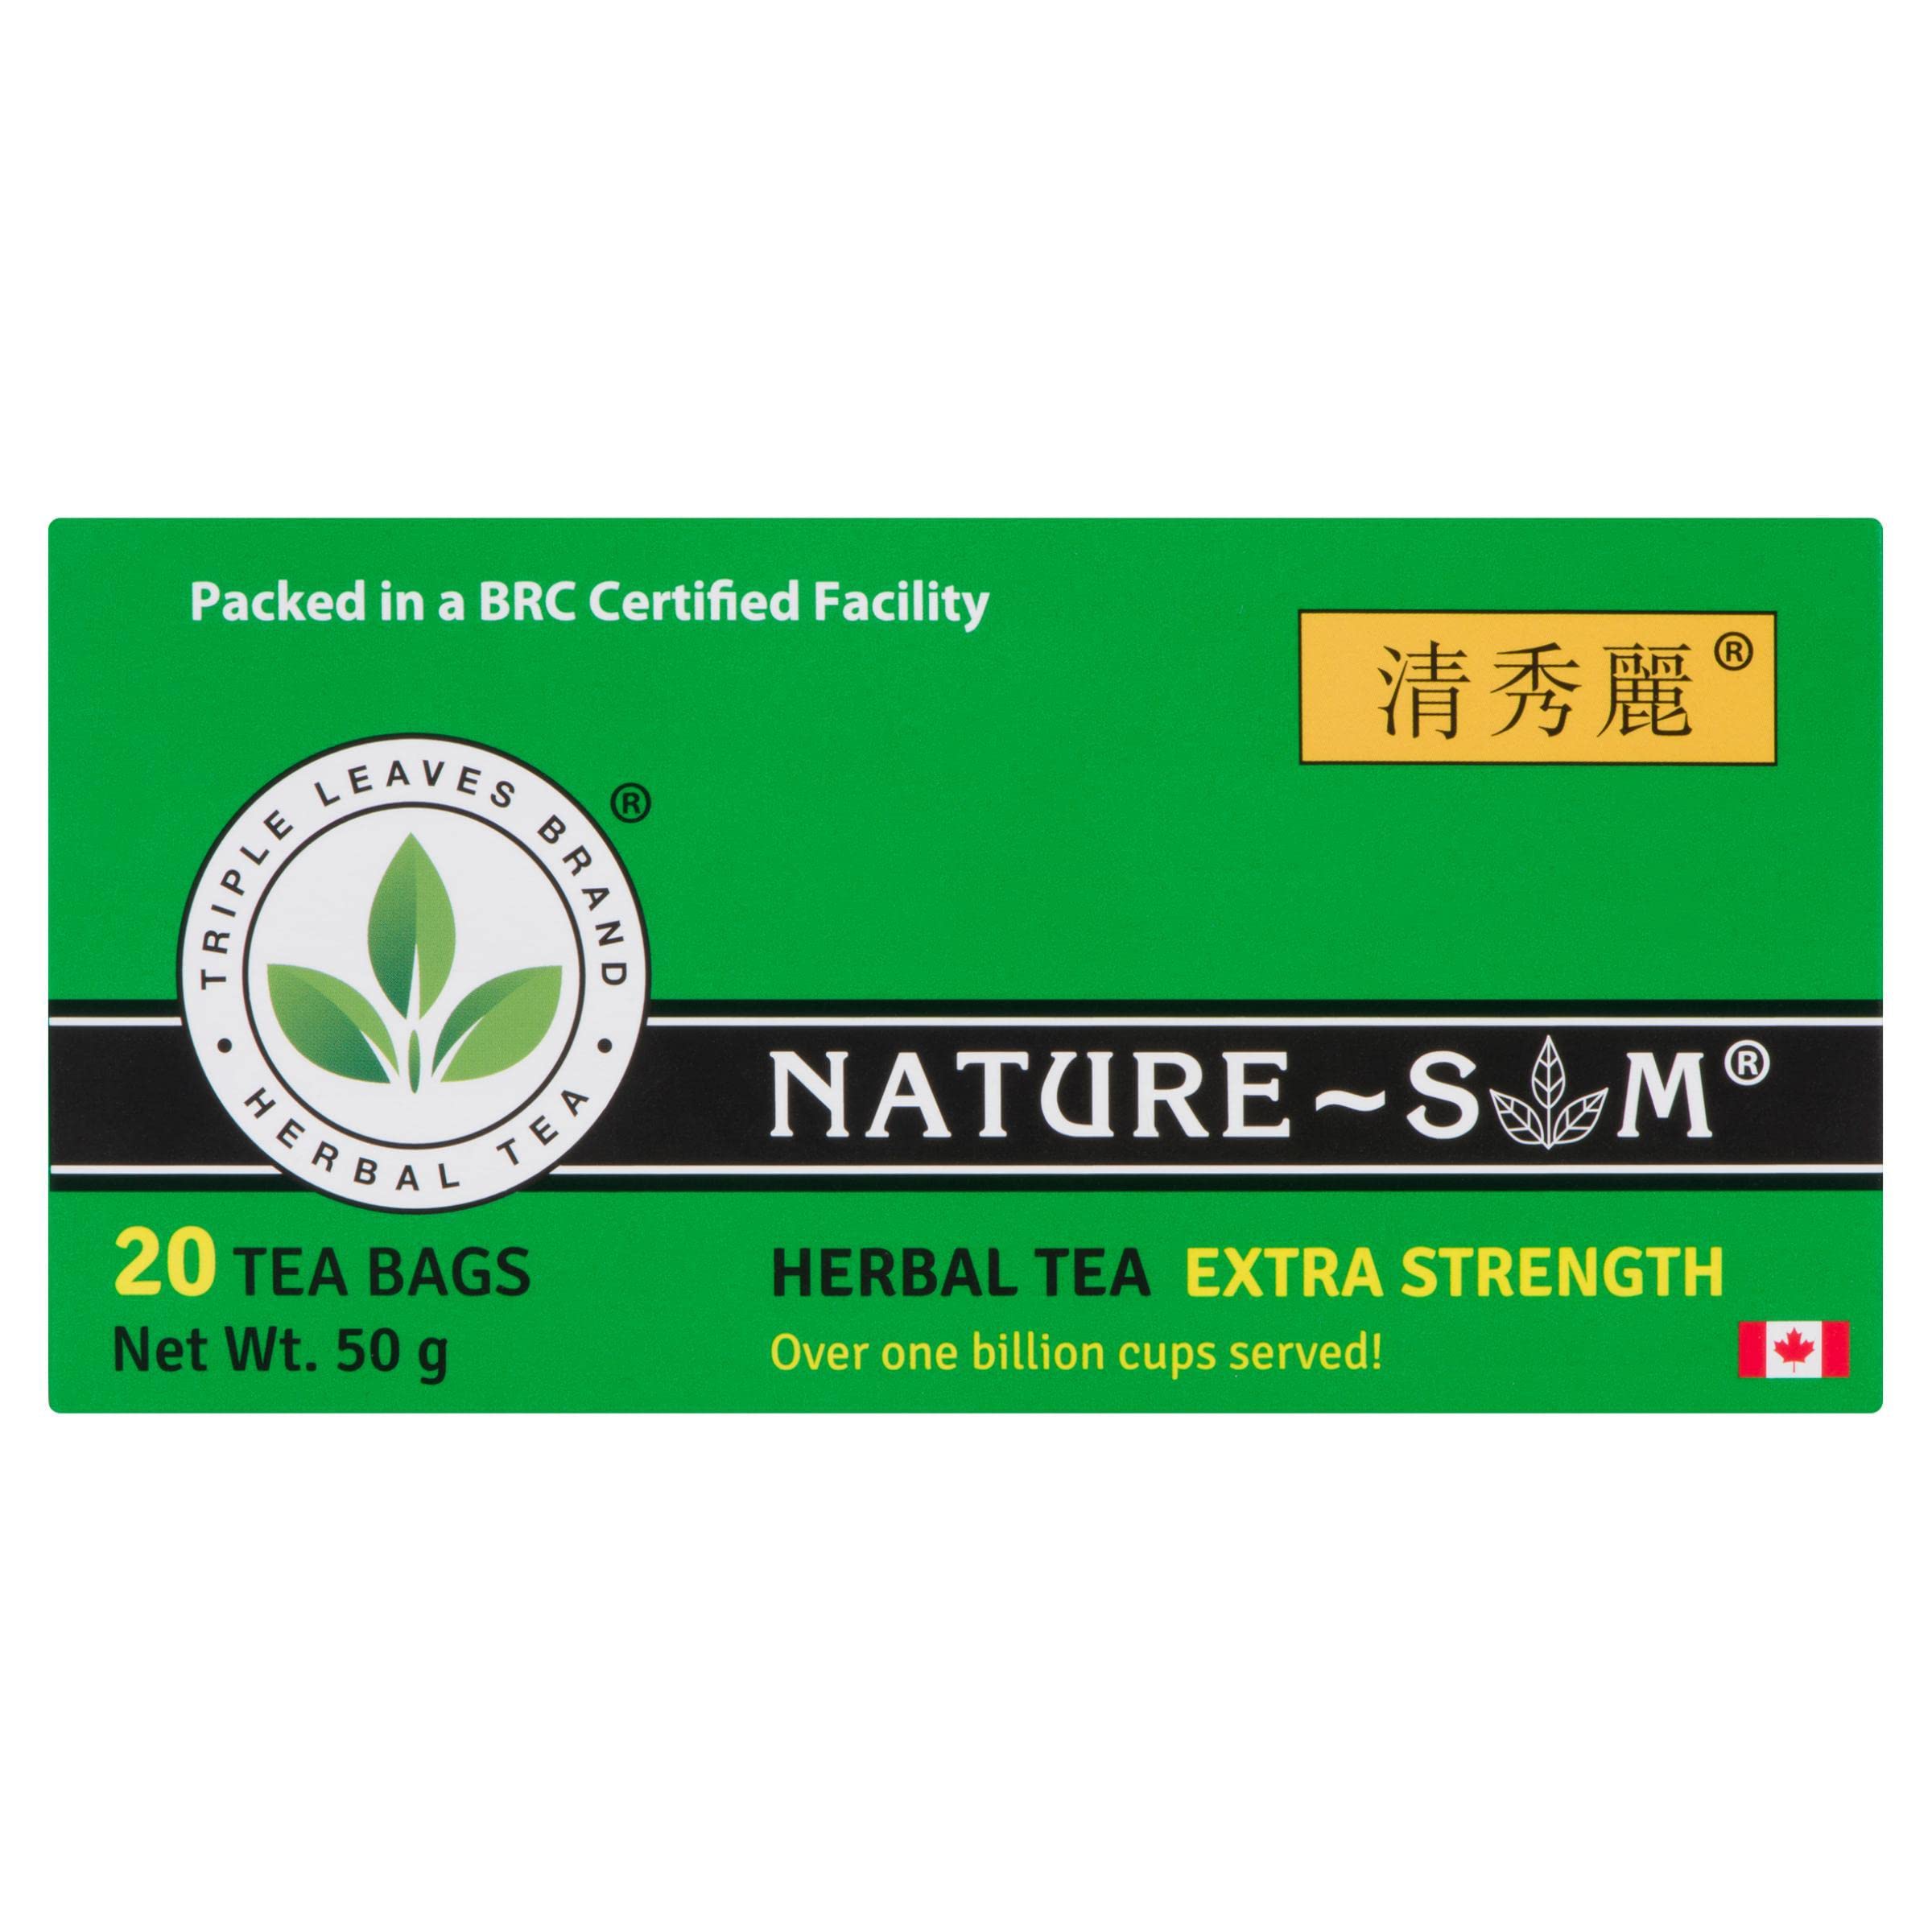 Packed in a BRC Certified Facility
清秀麗®
TRIPLE LEAVES BRAND ®
• HERBAL TEA •
NATURE~S M®
20 TEA BAGS
Net Wt. 50 g
HERBAL TEA EXTRA STRENGTH
Over one billion cups served!